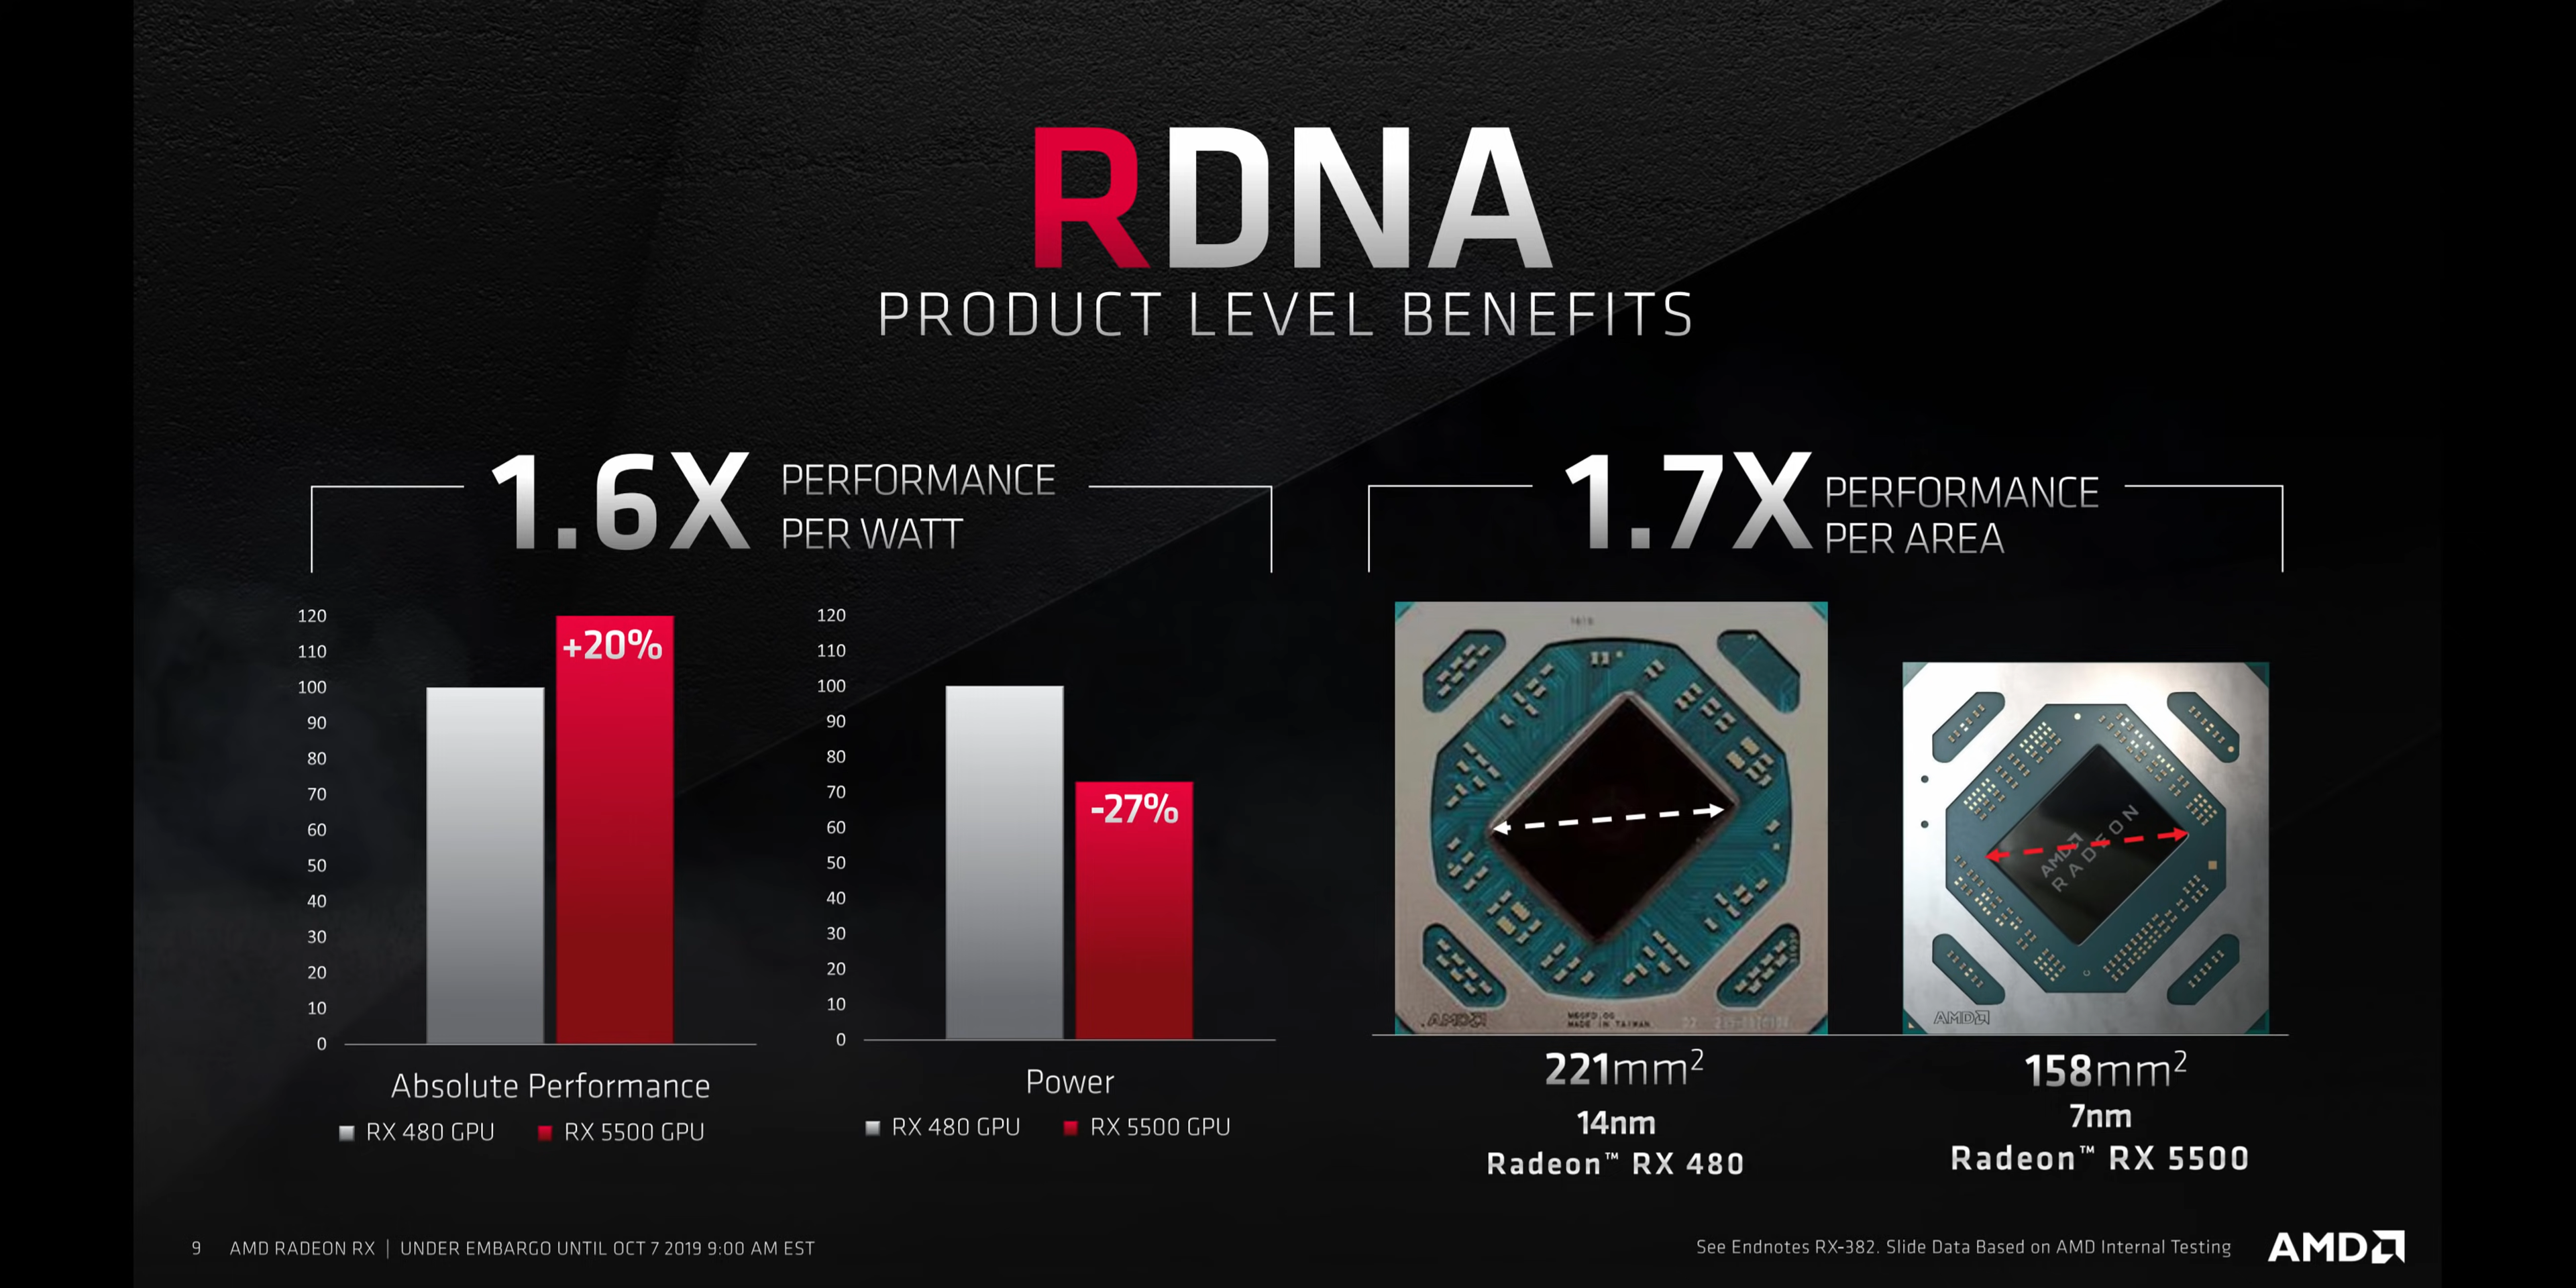 RDNA
PRODUCT LEVEL BENEFITS
1.6X PERFORMANCE
PER WATT
120
110
100
90
80
70
60
50
40
30
20
10
0
+20%
Absolute Performance
RX 480 GPU RX 5500 GPU
120
110
100
90
80
70
60
50
40
30
20
10
0
-27%
Power
RX 480 GPU RX 5500 GPU
1.7X PERFORMANCE
PER AREA
AMD
MADE IN TAIWAN
221mm²
14nm
Radeon™ RX 480
AMD
RADEON
AMD
158mm²
7nm
Radeon™ RX 5500
9 AMD RADEON RX | UNDER EMBARGO UNTIL OCT 7 2019 9:00 AM EST
See Endnotes RX-382. Slide Data Based on AMD Internal Testing
AMD